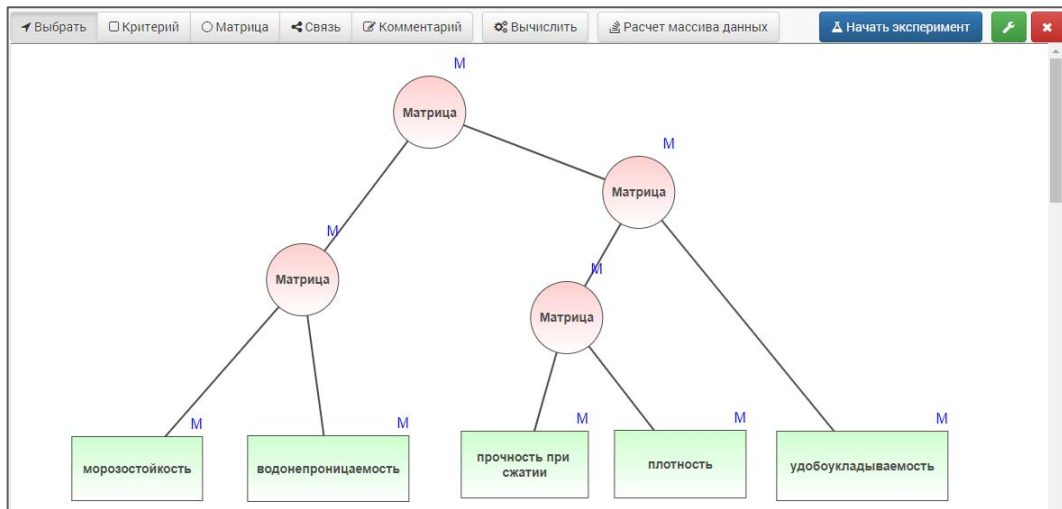 Выбрать Критерий Матрица Связь Комментарий Вычислить Расчет массива данных Начать эксперимент
М
Матрица
М
Матрица
М
Матрица
М
Матрица
М
М
М
М
М
морозостойкость
водонепроницаемость
прочность при
сжатии
плотность
удобоукладываемость